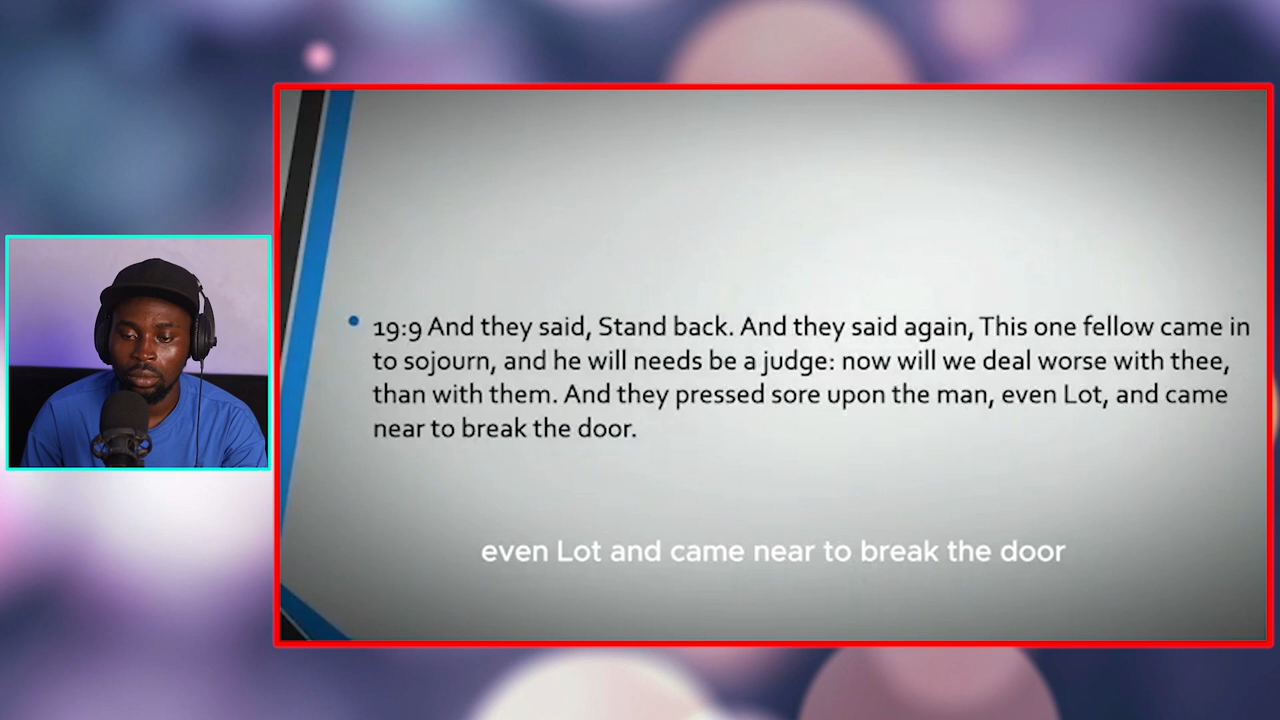 19:9 And they said, Stand back. And they said again, This one fellow came in
to sojourn, and he will needs be a judge: now will we deal worse with thee,
than with them. And they pressed sore upon the man, even Lot, and came
near to break the door.
even Lot and came near to break the door